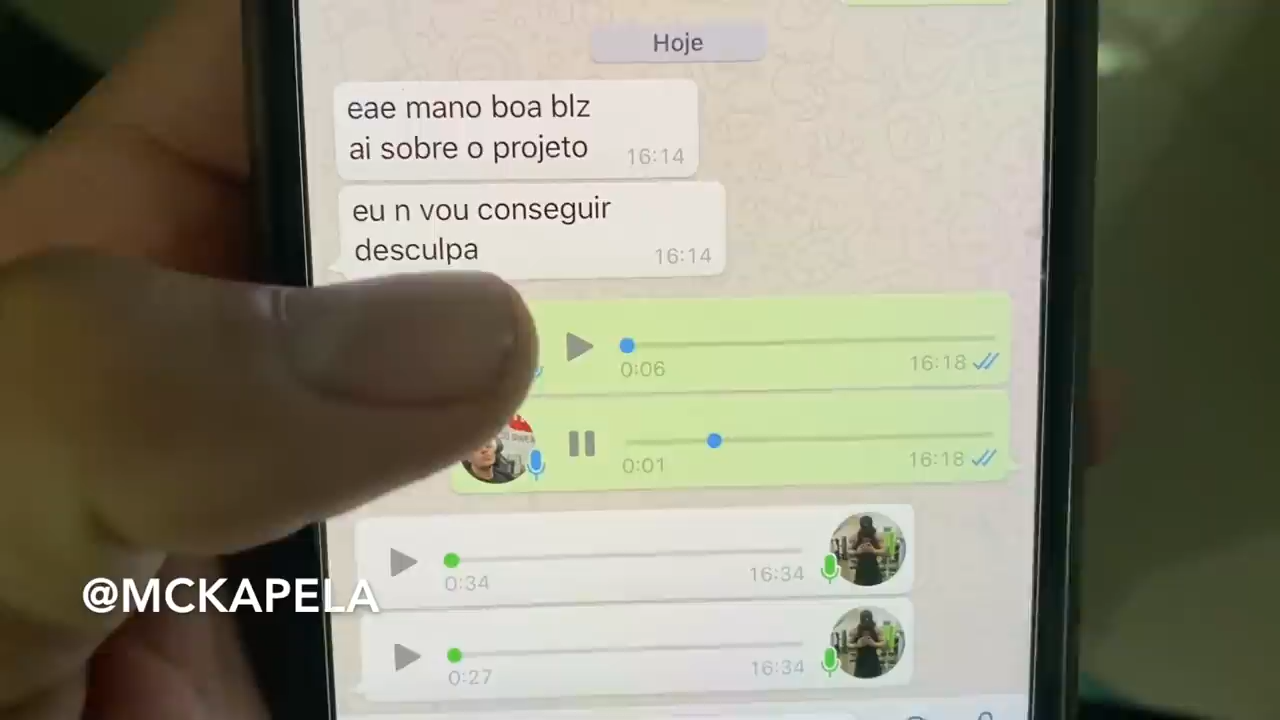 Hoje
eae mano boa blz
ai sobre o projeto
16:14
eu n vou conseguir
desculpa
16:14
0:06
16:18
0:01
16:18
0:34
16:34
@MCKAPELA
0:27
16:34